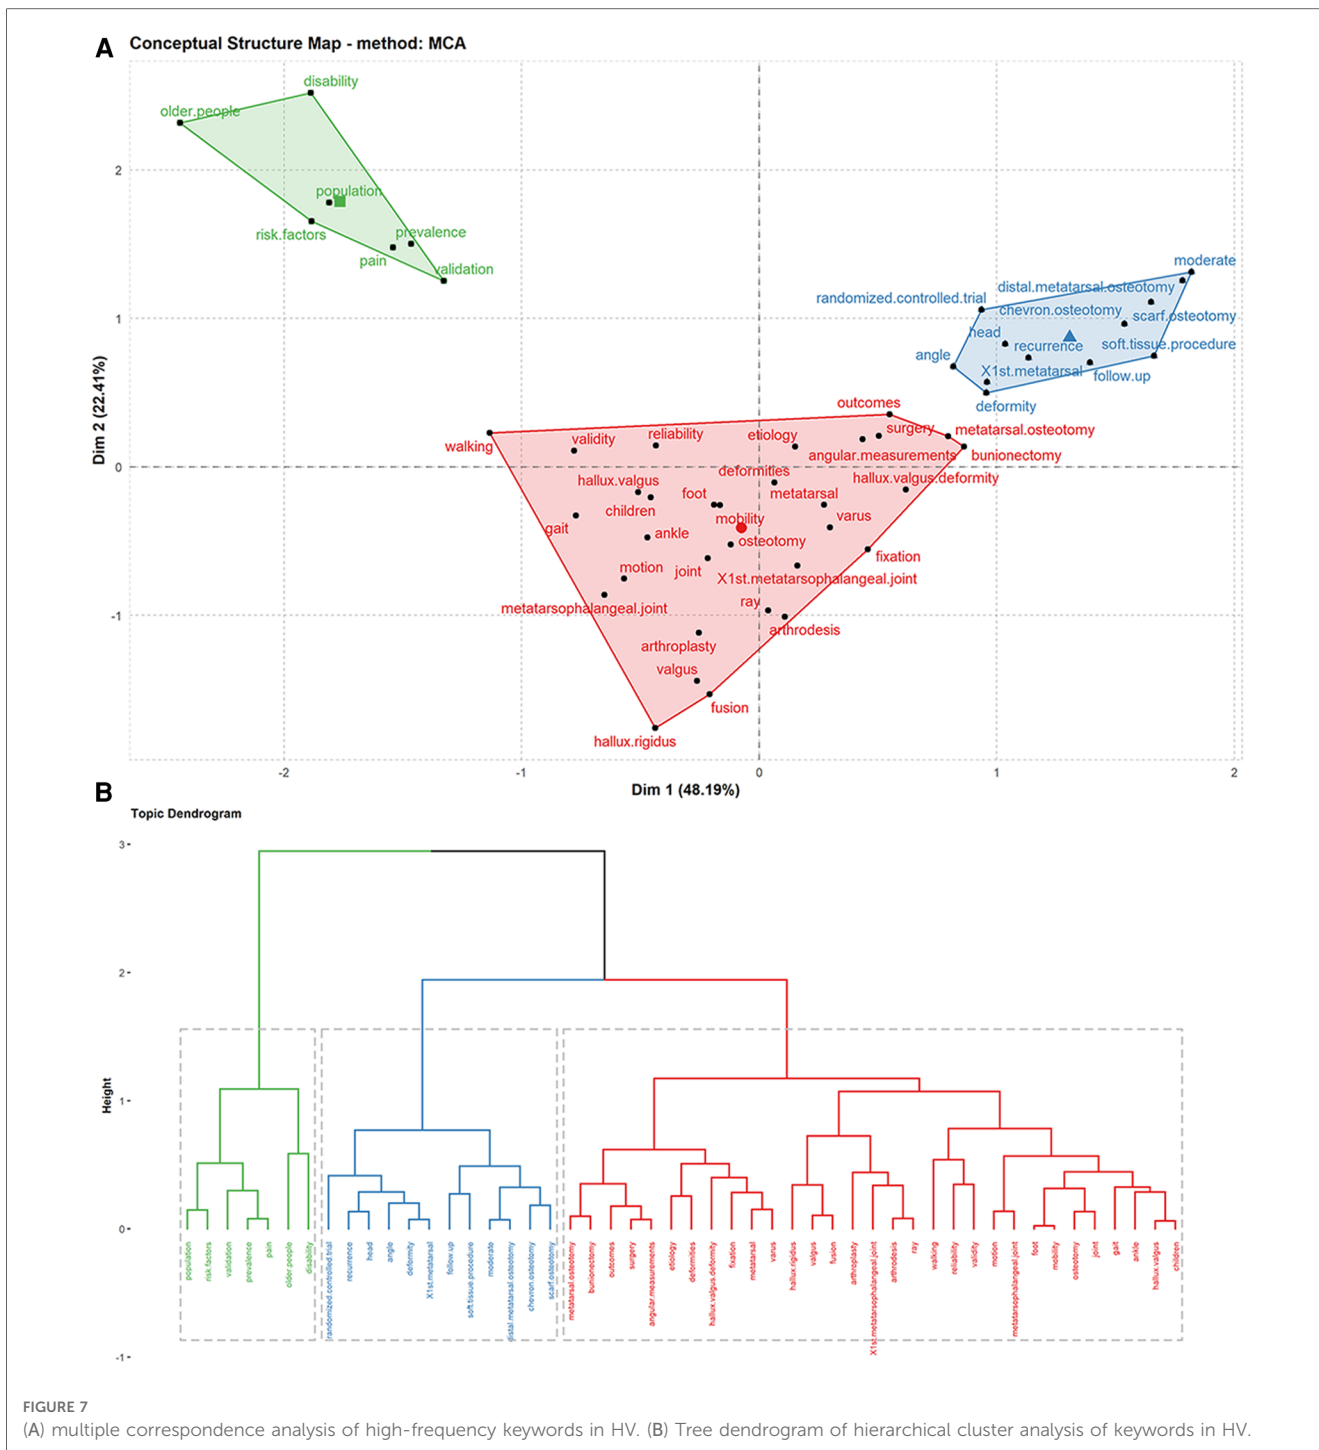 A
Conceptual Structure Map - method: MCA
disability
older.people
population
risk.factors
prevalence
pain
validation
moderate
distal.metatarsal.osteotomy
randomized.controlled.trial
chevron.osteotomy
scarf.osteotomy
head
recurrence
soft.tissue.procedure
angle
X1st.metatarsal
follow.up
deformity
outcomes
walking
validity
reliability
etiology
surgery
metatarsal.osteotomy
angular.measurements
bunionectomy
deformities
hallux.valgus
hallux.valgus.deformity
foot
metatarsal
children
mobility
varus
gait
ankle
osteotomy
fixation
motion
joint
X1st.metatarsophalangeal.joint
metatarsophalangeal.joint
ray
arthrodesis
arthroplasty
valgus
fusion
hallux.rigidus
2
1
0
-1
Dim 2 (22.41%)
-2
-1
0
1
2
Dim 1 (48.19%)
B
Topic Dendrogram
3
2
1
0
-1
Height
population
risk.factors
validation
prevalence
pain
older.people
disability
randomized.controlled.trial
recurrence
head
angle
deformity
X1st.metatarsal
follow.up
soft.tissue.procedure
moderate
distal.metatarsal.osteotomy
chevron.osteotomy
scarf.osteotomy
metatarsal.osteotomy
bunionectomy
outcomes
surgery
angular.measurements
etiology
deformities
hallux.valgus.deformity
fixation
metatarsal
varus
hallux.rigidus
valgus
fusion
arthroplasty
X1st.metatarsophalangeal.joint
arthrodesis
ray
walking
reliability
validity
motion
metatarsophalangeal.joint
foot
mobility
osteotomy
joint
gait
ankle
hallux.valgus
children
FIGURE 7
(A) multiple correspondence analysis of high-frequency keywords in HV. (B) Tree dendrogram of hierarchical cluster analysis of keywords in HV.